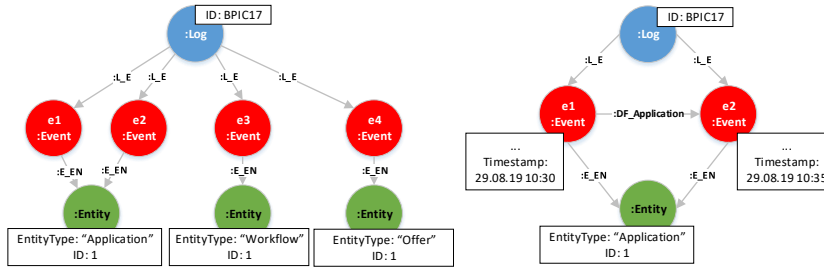 ID: BPIC17
:Log
:L_E
:L_E
:L_E
:L_E
e1
:Event
e2
:Event
e3
:Event
e4
:Event
:E_EN
:E_EN
:E_EN
:E_EN
:Entity
:Entity
:Entity
EntityType: “Application”
ID: 1
EntityType: “Workflow”
ID: 1
EntityType: “Offer”
ID: 1
ID: BPIC17
:Log
:L_E
:L_E
e1
:Event
:DF_Application
e2
:Event
...
Timestamp:
29.08.19 10:30
...
Timestamp:
29.08.19 10:35
:E_EN
:E_EN
:Entity
EntityType: “Application”
ID: 1